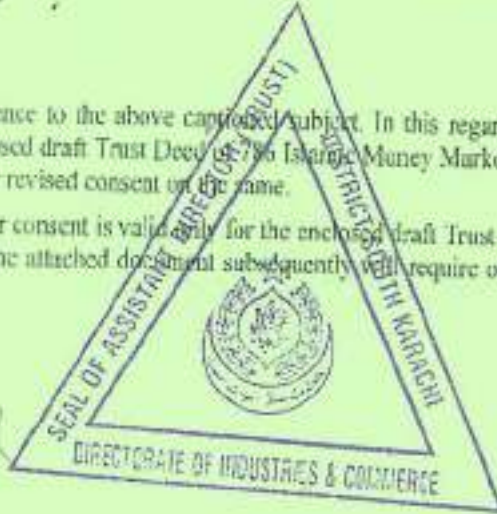 nce to the above captioned subject. In this regar
sed draft Trust Deed of 786 Islamic Money Marke
revised consent on the same.
r consent is valid only for the enclosed draft Trust
he attached document subsequently will require o
SEAL OF ASSISTANT DIRECTOR (TRUST)
DISTRICT SOUTH KARACHI
DIRECTORATE OF INDUSTRIES & COMMERCE